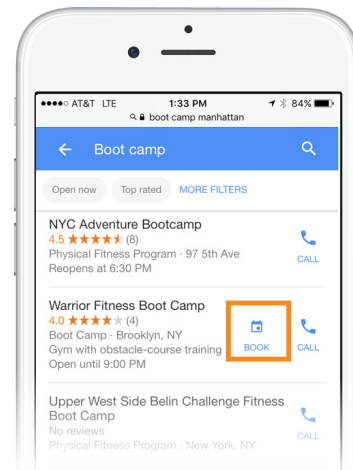 AT&T LTE 1:33 PM 84%
boot camp manhattan
Boot camp
Open now Top rated MORE FILTERS
NYC Adventure Bootcamp
4.5 ★★★★★ (8)
Physical Fitness Program · 97 5th Ave
Reopens at 6:30 PM
CALL
Warrior Fitness Boot Camp
4.0 ★★★★★ (4)
Boot Camp · Brooklyn, NY
Gym with obstacle-course training
Open until 9:00 PM
BOOK CALL
Upper West Side Belin Challenge Fitness
Boot Camp
No reviews
Physical Fitness Program · New York, NY
CALL